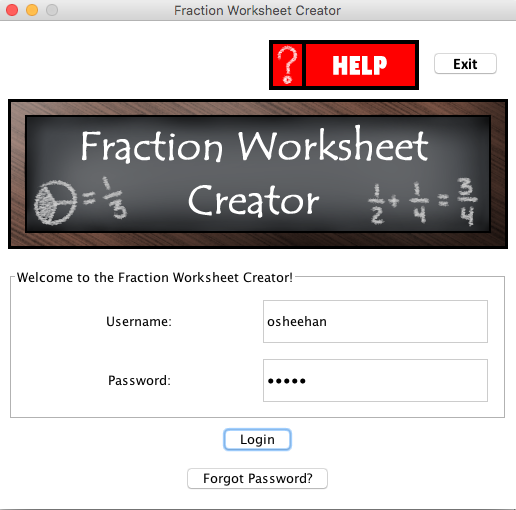 Fraction Worksheet Creator
? HELP
Exit
Fraction Worksheet
Creator
= 1/3
1/2 + 1/4 = 3/4
Welcome to the Fraction Worksheet Creator!
Username:
osheehan
Password:
•••••
Login
Forgot Password?